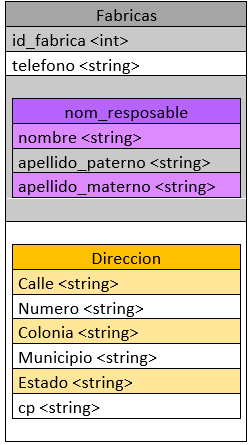 Fabricas
id_fabrica <int>
telefono <string>
nom_resposable
nombre <string>
apellido_paterno <string>
apellido_materno <string>
Direccion
Calle <string>
Numero <string>
Colonia <string>
Municipio <string>
Estado <string>
cp <string>